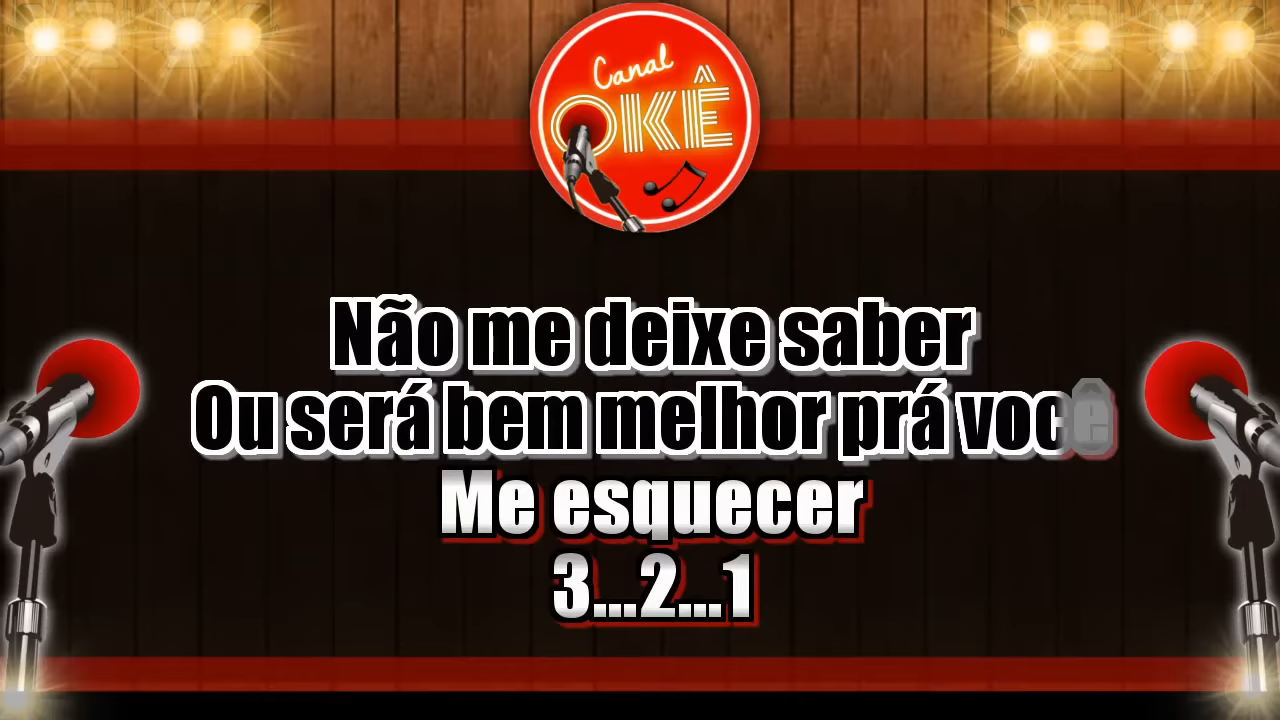 Canal
OKÊ
Não me deixe saber
Ou será bem melhor prá você
Me esquecer
3...2...1